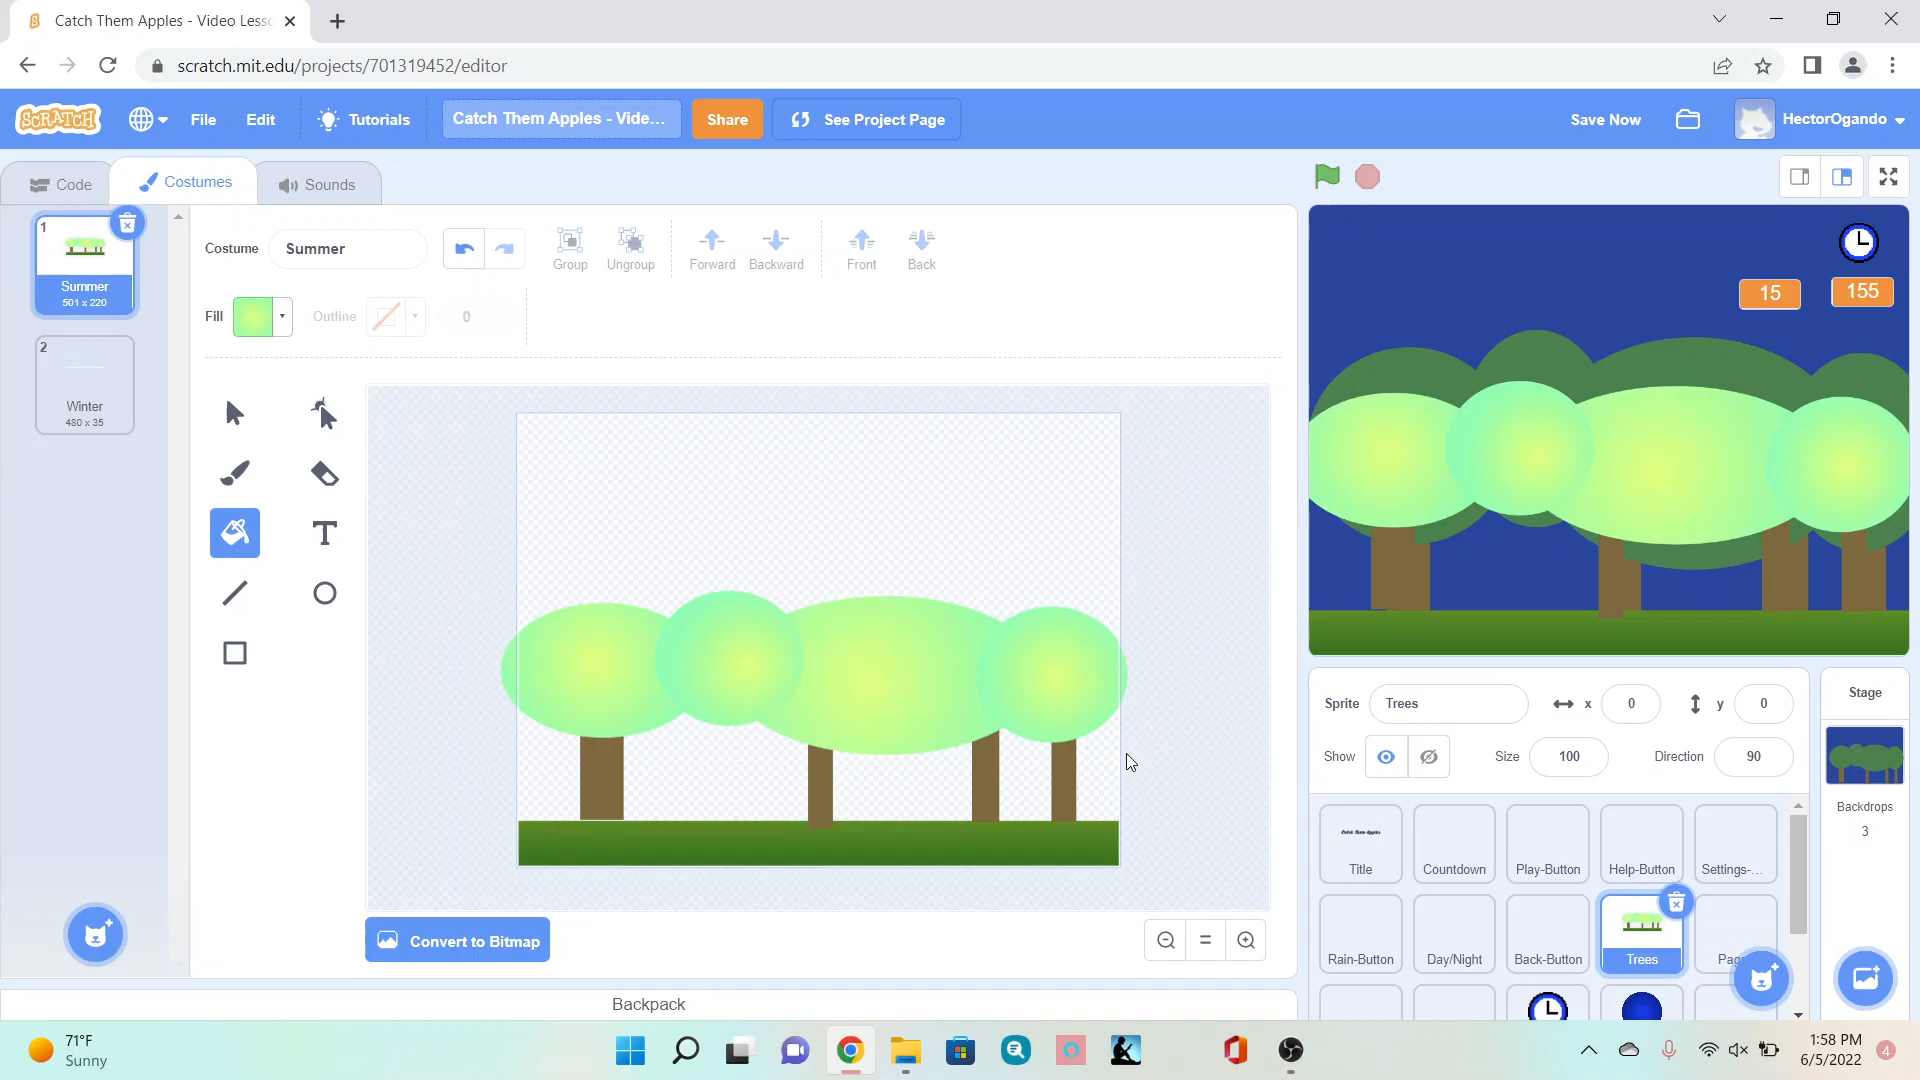 Catch Them Apples - Video Less
scratch.mit.edu/projects/701319452/editor
SCRATCH
File
Edit
Tutorials
Catch Them Apples - Vide...
Share
See Project Page
Save Now
HectorOgando
Code
Costumes
Sounds
1
Summer
501 x 220
2
Winter
480 x 35
Costume
Summer
Group
Ungroup
Forward
Backward
Front
Back
Fill
Outline
0
Convert to Bitmap
Backpack
15
155
Sprite
Trees
x
0
y
0
Show
Size
100
Direction
90
Stage
Backdrops
3
Catch Them Apples
Title
Countdown
Play-Button
Help-Button
Settings-...
Rain-Button
Day/Night
Back-Button
Trees
71°F
Sunny
1:58 PM
6/5/2022
4